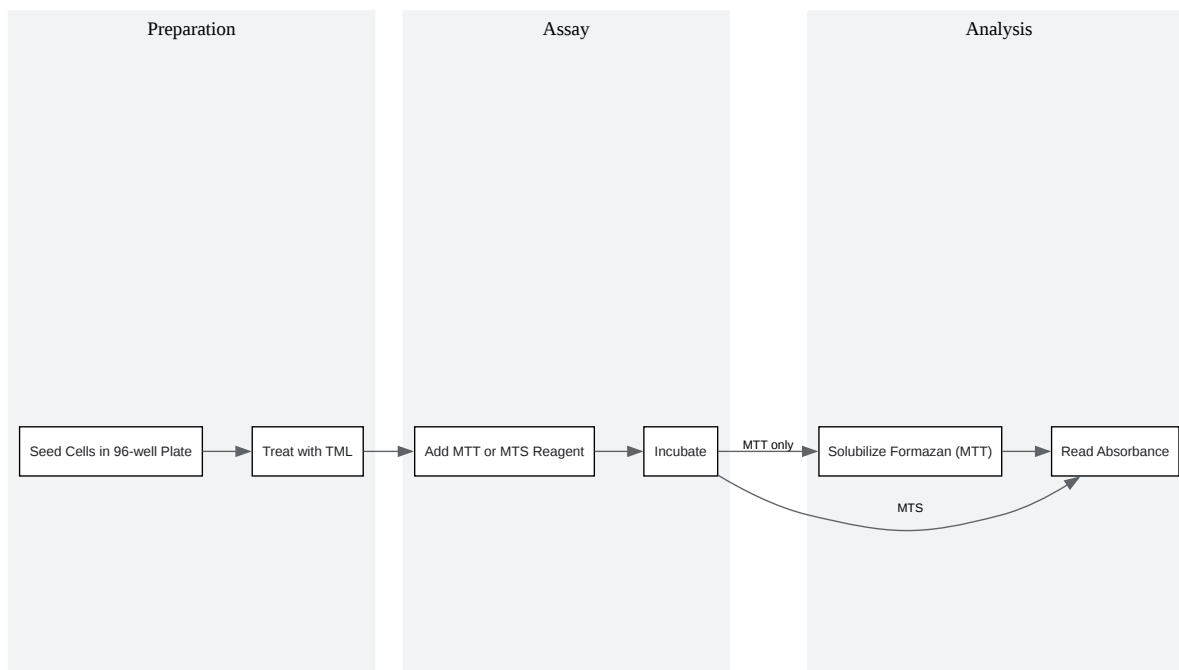 Preparation
Assay
Analysis
Seed Cells in 96-well Plate
Treat with TML
Add MTT or MTS Reagent
Incubate
MTT only
Solubilize Formazan (MTT)
Read Absorbance
MTS